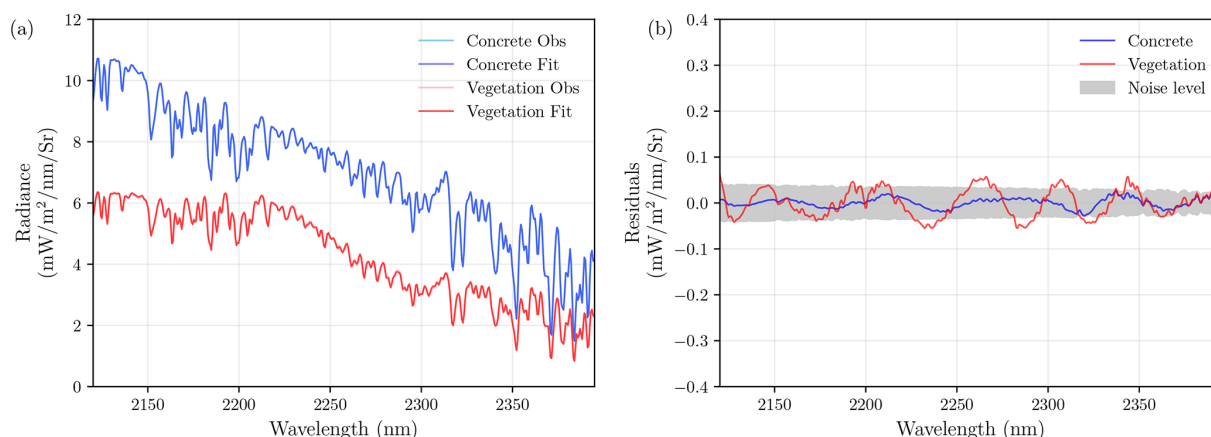 (a)
12
10
8
6
4
2
0
Radiance
(mW/m²/nm/Sr)
Concrete Obs
Concrete Fit
Vegetation Obs
Vegetation Fit
2150
2200
2250
2300
2350
Wavelength (nm)
(b)
0.4
0.3
0.2
0.1
0.0
−0.1
−0.2
−0.3
−0.4
Residuals
(mW/m²/nm/Sr)
Concrete
Vegetation
Noise level
2150
2200
2250
2300
2350
Wavelength (nm)